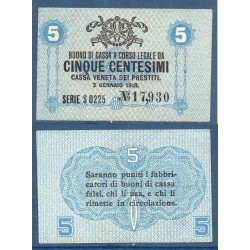 5 5
BUONO DI CASSA A CORSO LEGALE DA
CINQUE CENTESIMI
CASSA VENETA DEI PRESTITI.
2 GENNAIO 1918.
SERIE S 0225 Nº 17,930
5
Saranno puniti i fabbri-
catori di buoni di cassa
falsi, chi li usa, e chi li
rimette in circolazione.
5 5